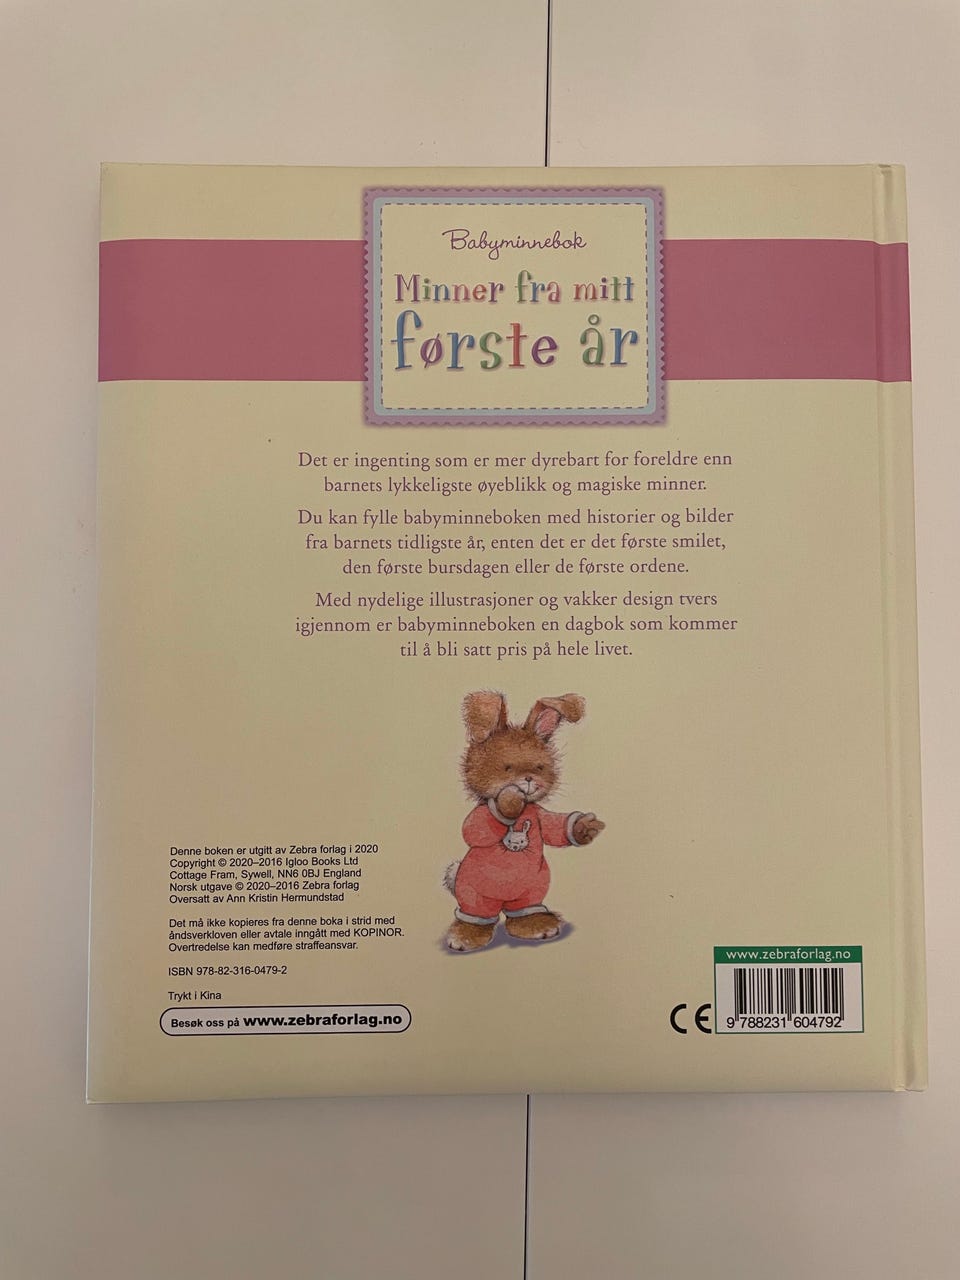 Babyminnebok
Minner fra mitt
første år
Det er ingenting som er mer dyrebart for foreldre enn
barnets lykkeligste øyeblikk og magiske minner.
Du kan fylle babyminneboken med historier og bilder
fra barnets tidligste år, enten det er det første smilet,
den første bursdagen eller de første ordene.
Med nydelige illustrasjoner og vakker design tvers
igjennom er babyminneboken en dagbok som kommer
til å bli satt pris på hele livet.
Denne boken er utgitt av Zebra forlag i 2020
Copyright © 2020–2016 Igloo Books Ltd
Cottage Fram, Sywell, NN6 0BJ England
Norsk utgave © 2020–2016 Zebra forlag
Oversatt av Ann Kristin Hermundstad
Det må ikke kopieres fra denne boka i strid med
åndsverkloven eller avtale inngått med KOPINOR.
Overtredelse kan medføre straffeansvar.
ISBN 978-82-316-0479-2
Trykt i Kina
Besøk oss på www.zebraforlag.no
CE
www.zebraforlag.no
9 788231 604792